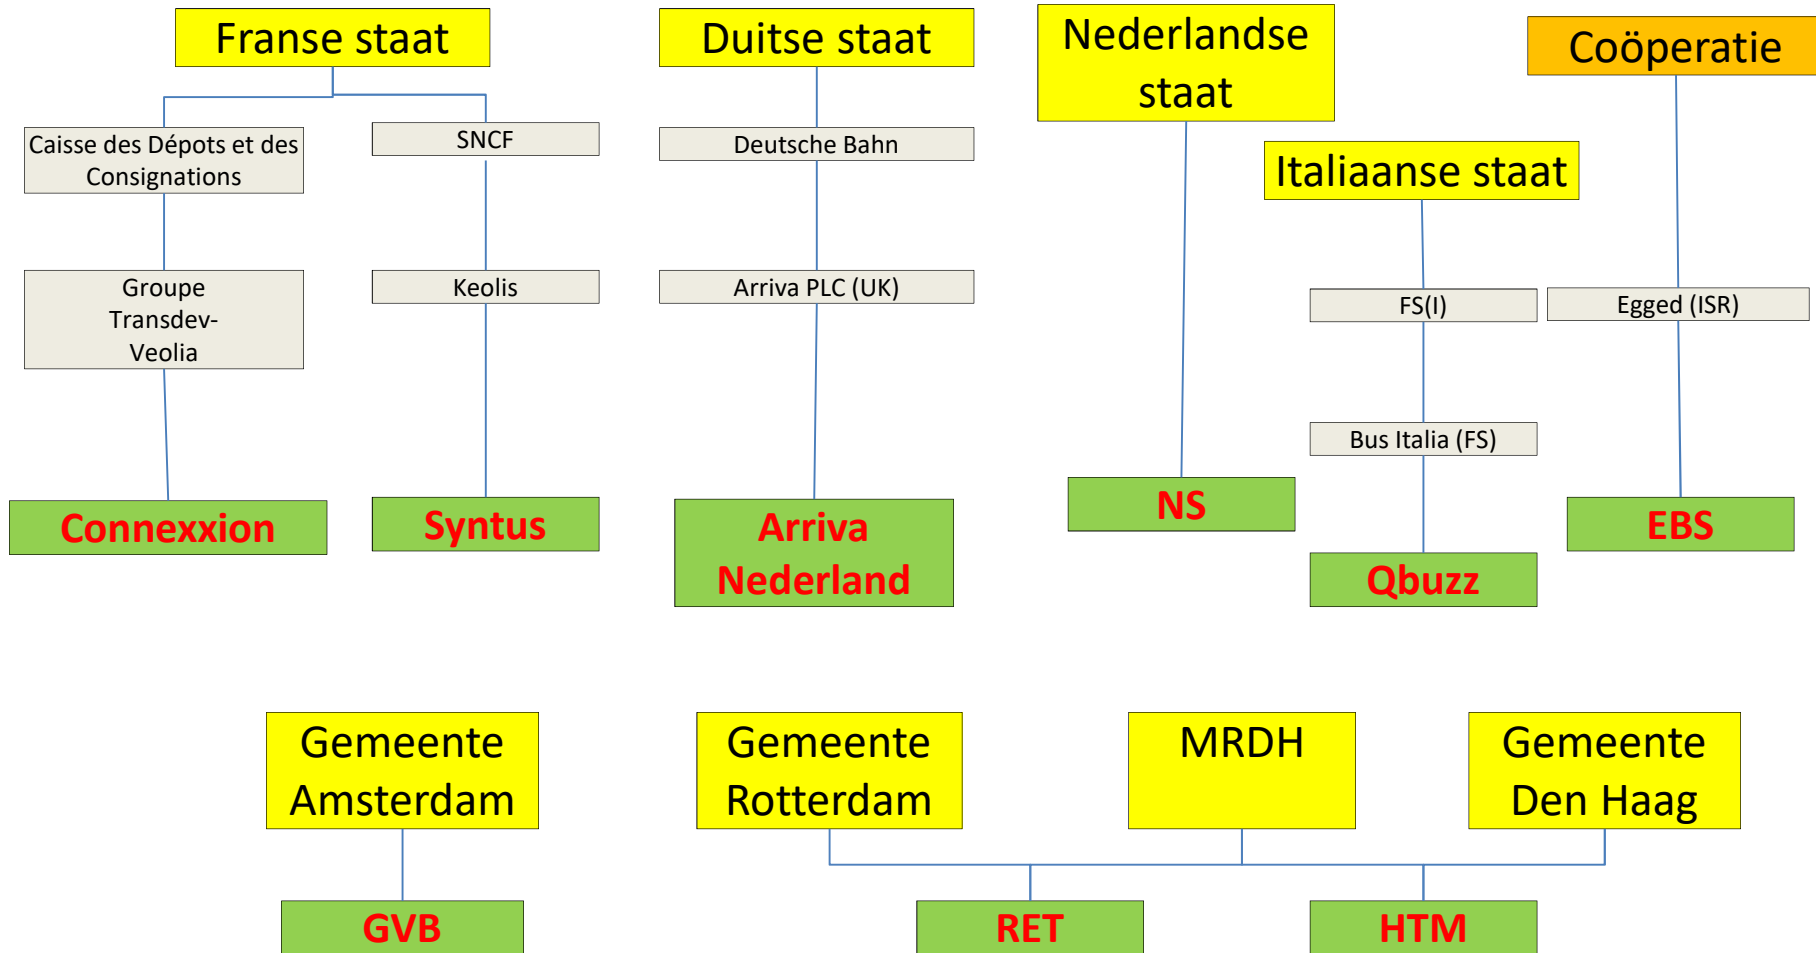 Franse staat
Duitse staat
Nederlandse
staat
Coöperatie
Caisse des Dépots et des
Consignations
SNCF
Deutsche Bahn
Italiaanse staat
Groupe
Transdev-
Veolia
Keolis
Arriva PLC (UK)
FS(I)
Egged (ISR)
Bus Italia (FS)
Connexxion
Syntus
Arriva
Nederland
NS
EBS
Qbuzz
Gemeente
Amsterdam
Gemeente
Rotterdam
MRDH
Gemeente
Den Haag
GVB
RET
HTM